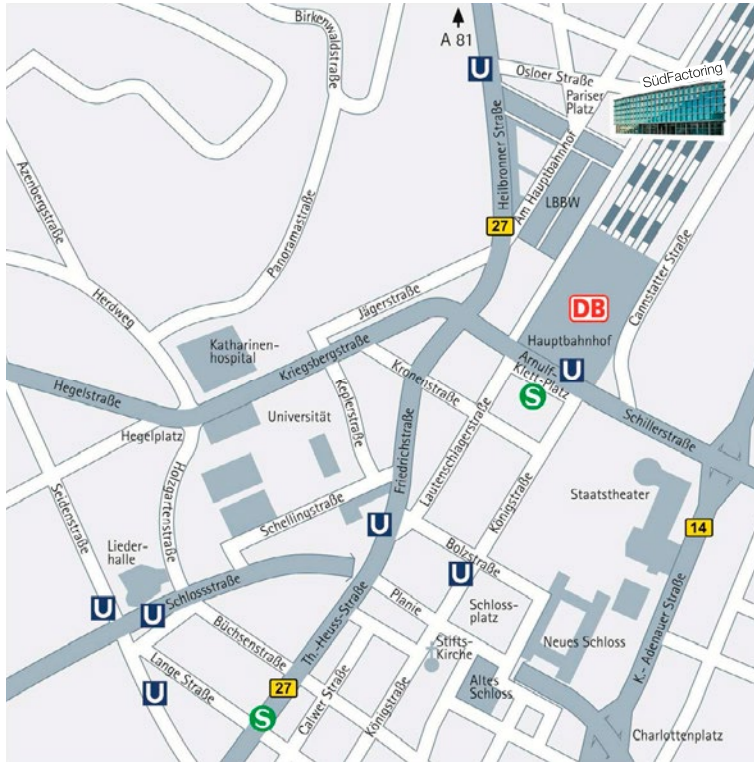 Birkenwaldstraße
A 81
U
Osloer Straße
Pariser
Platz
SüdFactoring
Heilbronner Straße
Am Hauptbahnhof
LBBW
27
Azenbergstraße
Panoramastraße
Herdweg
Cannstatter Straße
DB
Hauptbahnhof
Jägerstraße
Katharinen-
hospital
Kriegsbergstraße
Arnulf-
Klett-Platz
U
S
Schillerstraße
Hegelstraße
Hegelplatz
Universität
Keplerstraße
Kronenstraße
Friedrichstraße
Lautenschlagerstraße
Königstraße
Staatstheater
14
Seidenstraße
Holzgartenstraße
Schellingstraße
U
Bolzstraße
U
Lieder-
halle
Schlossstraße
U
U
Büchsenstraße
Th.-Heuss-Straße
Planie
Schloss-
platz
Stifts-
Kirche
Neues Schloss
K.- Adenauer Straße
Lange Straße
U
27
S
Calwer Straße
Königstraße
Altes
Schloss
Charlottenplatz